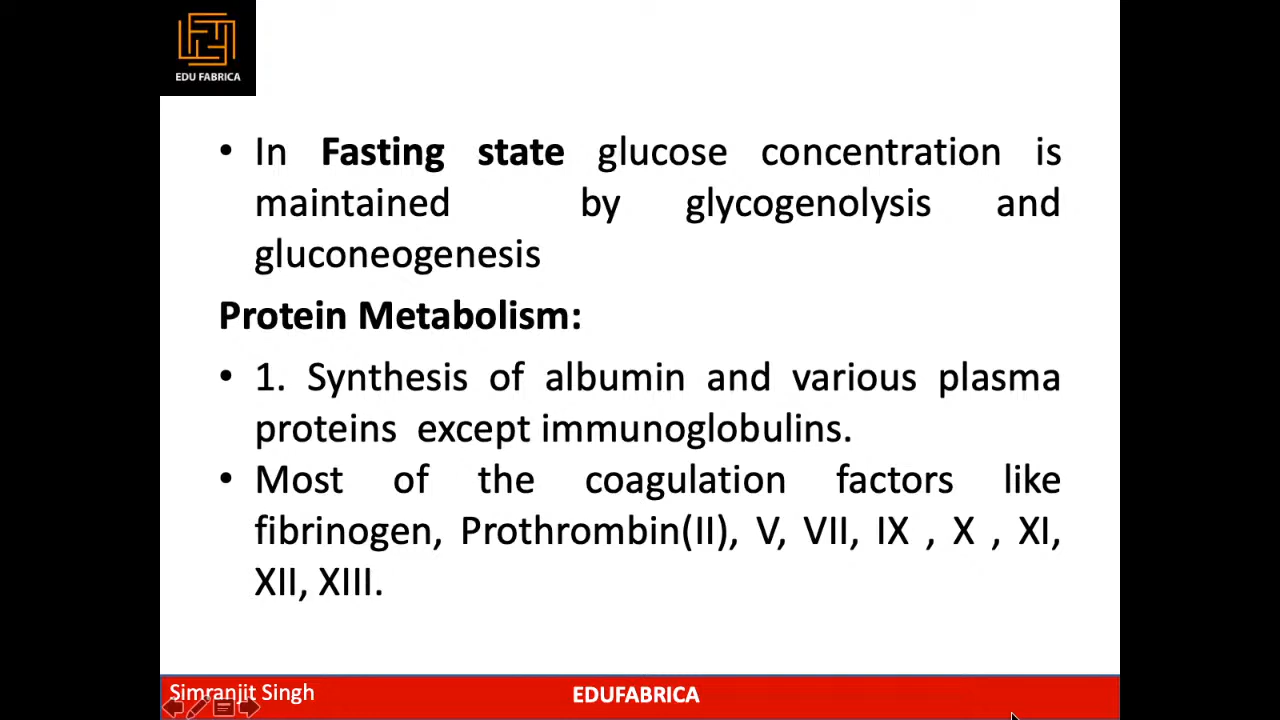 EDU FABRICA
• In Fasting state glucose concentration is
maintained by glycogenolysis and
gluconeogenesis
Protein Metabolism:
• 1. Synthesis of albumin and various plasma
proteins except immunoglobulins.
• Most of the coagulation factors like
fibrinogen, Prothrombin(II), V, VII, IX , X , XI,
XII, XIII.
Simranjit Singh
EDUFABRICA